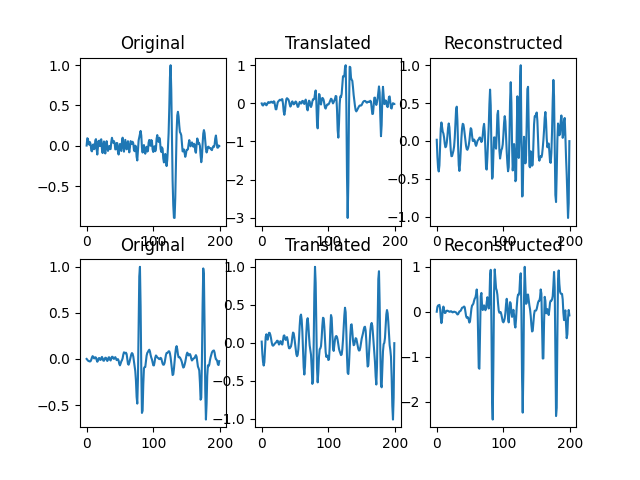 Original Translated Reconstructed
1.0 1 1.0
0.5 0 0.5
0.0 −1 0.0
−0.5 −2 −0.5
−3 −1.0
0 100 200 0 100 200 0 100 200
Original Translated Reconstructed
1.0 1.0 1
0.5 0.5 0
0.0 0.0 −1
−0.5 −0.5 −2
−1.0
0 100 200 0 100 200 0 100 200